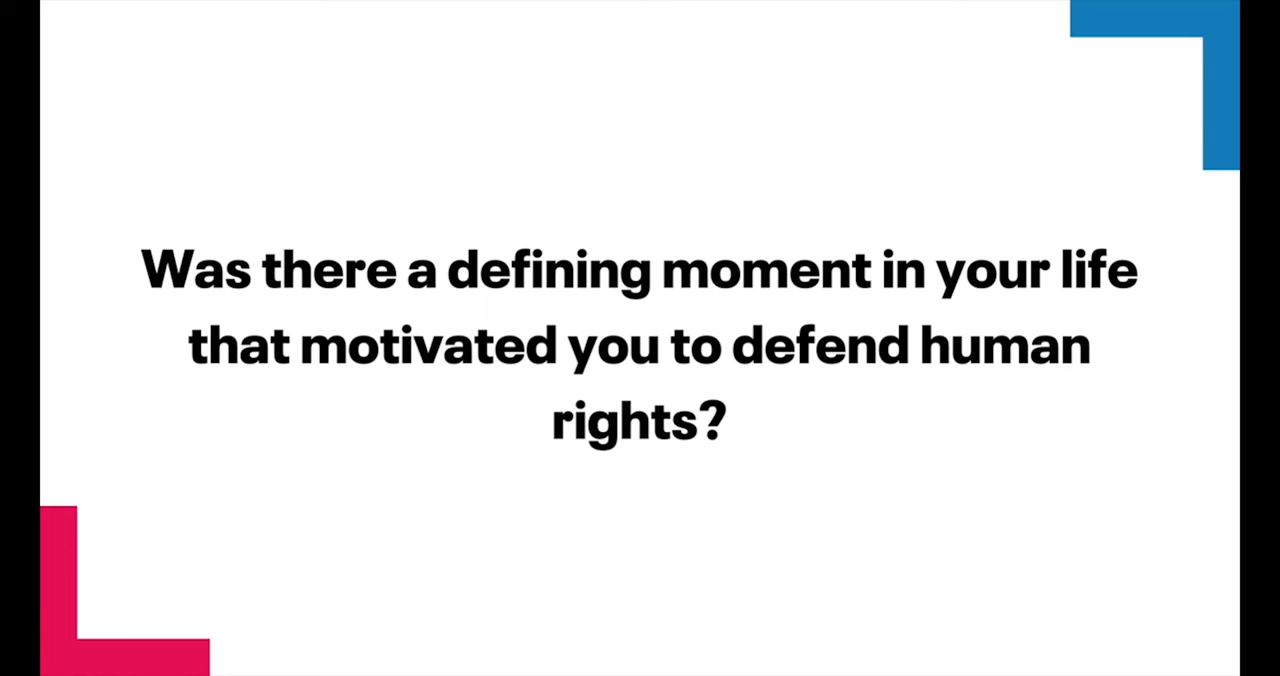 Was there a defining moment in your life
that motivated you to defend human
rights?